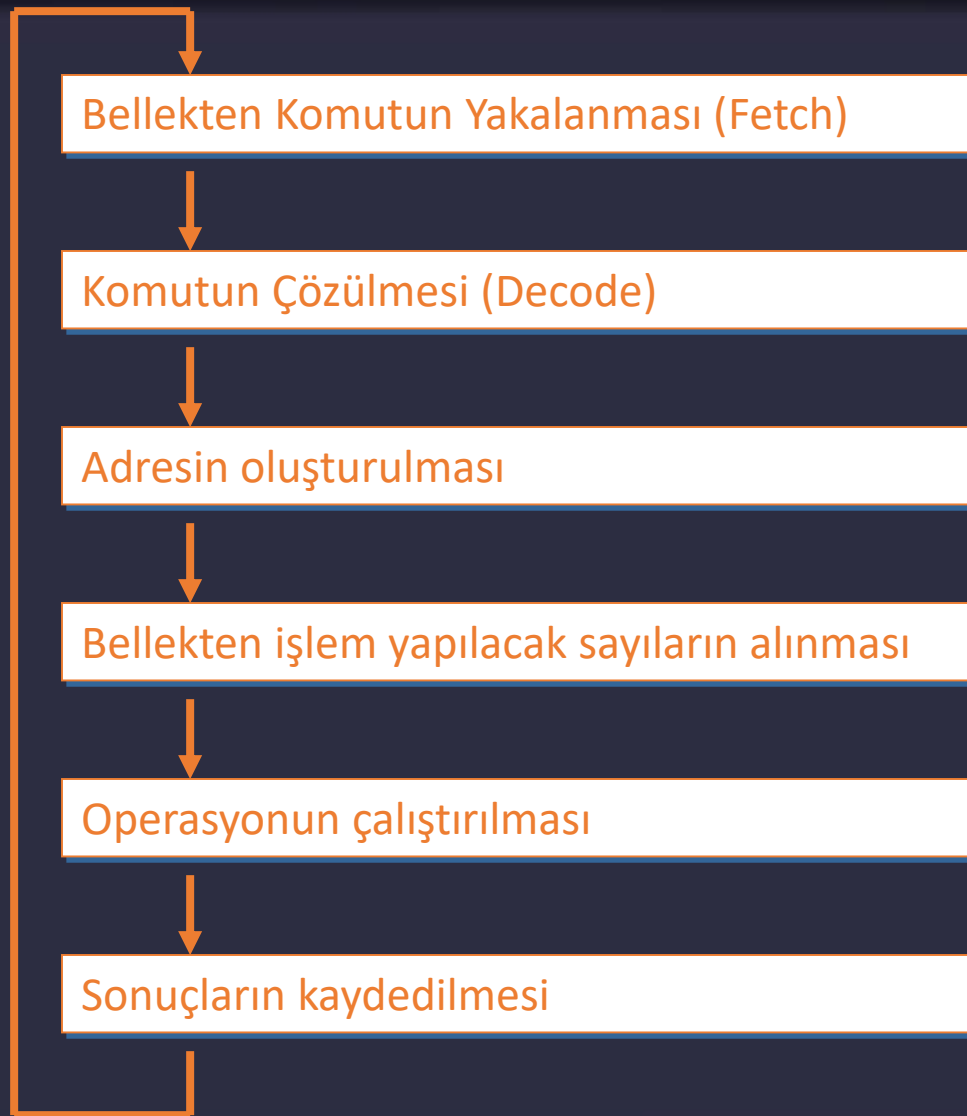 Bellekten Komutun Yakalanması (Fetch)
Komutun Çözülmesi (Decode)
Adresin oluşturulması
Bellekten işlem yapılacak sayıların alınması
Operasyonun çalıştırılması
Sonuçların kaydedilmesi